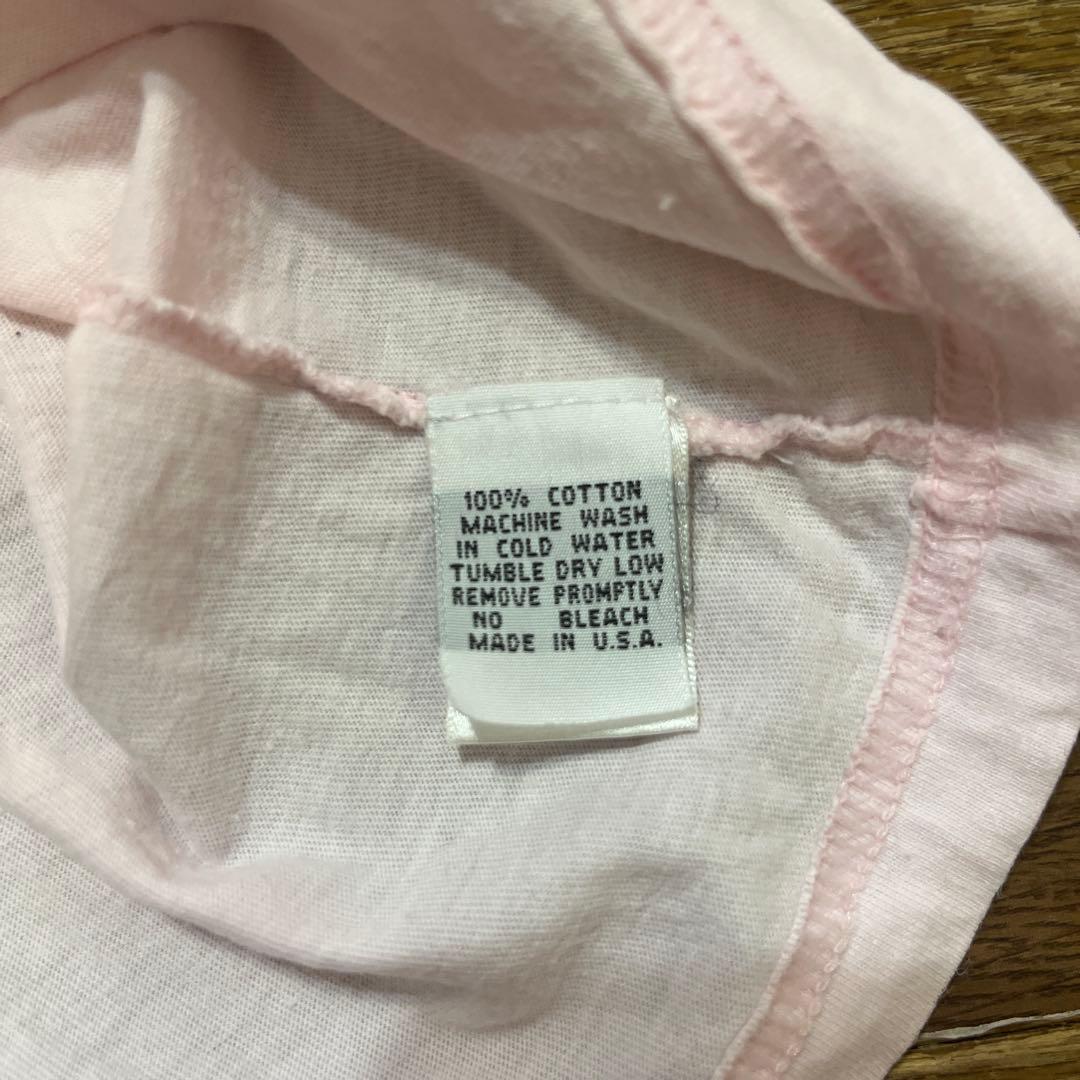 100% COTTON
MACHINE WASH
IN COLD WATER
TUMBLE DRY LOW
REMOVE PROMPTLY
NO BLEACH
MADE IN U.S.A.